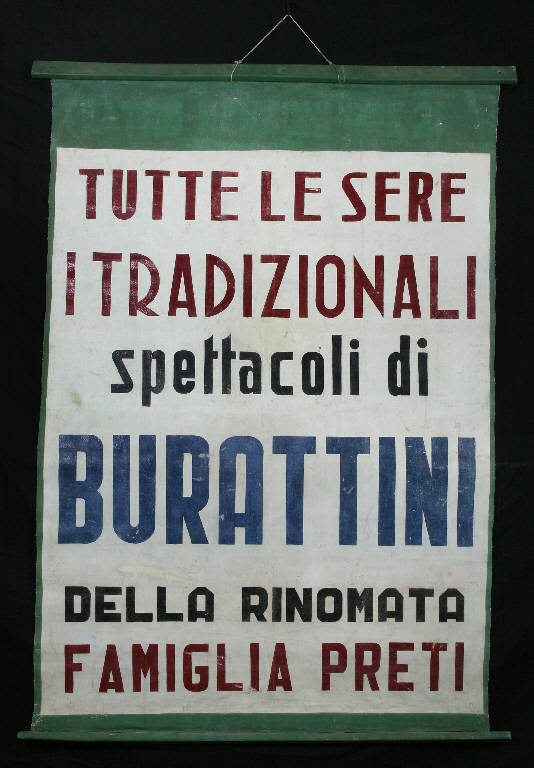 TUTTE LE SERE
I TRADIZIONALI
spettacoli di
BURATTINI
DELLA RINOMATA
FAMIGLIA PRETI